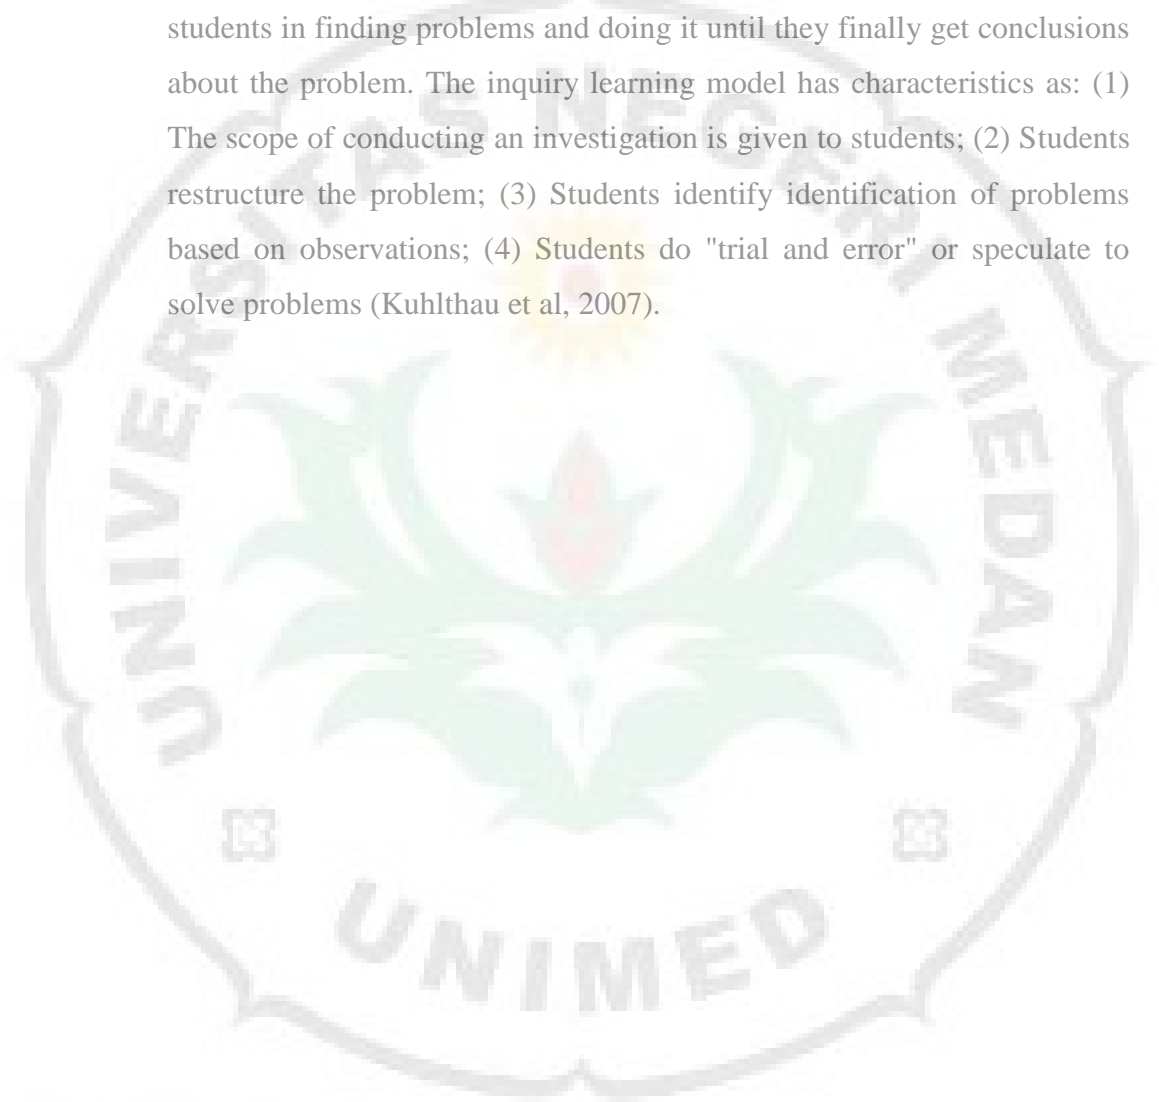 students in finding problems and doing it until they finally get conclusions
about the problem. The inquiry learning model has characteristics as: (1)
The scope of conducting an investigation is given to students; (2) Students
restructure the problem; (3) Students identify identification of problems
based on observations; (4) Students do "trial and error" or speculate to
solve problems (Kuhlthau et al, 2007).
UNIVERSITAS NEGERI MEDAN
UNIMED